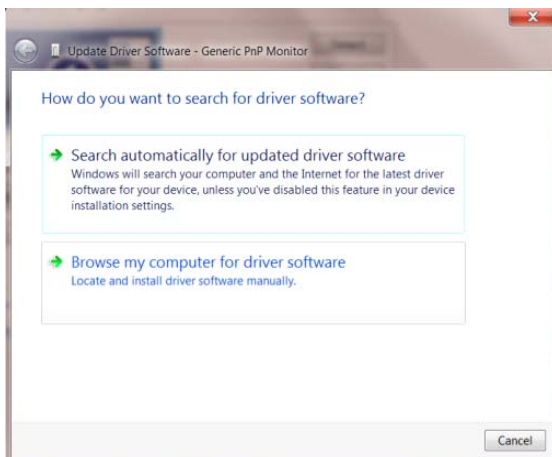 Update Driver Software - Generic PnP Monitor
How do you want to search for driver software?
Search automatically for updated driver software
Windows will search your computer and the Internet for the latest driver
software for your device, unless you've disabled this feature in your device
installation settings.
Browse my computer for driver software
Locate and install driver software manually.
Cancel